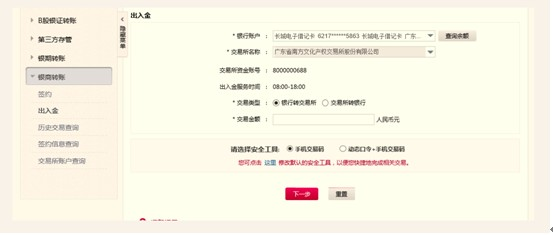 B股银证转账
第三方存管
银期转账
银商转账
签约
出入金
历史交易查询
签约信息查询
交易所账户查询
隐藏菜单
出入金
* 银行账户 : 长城电子借记卡 6217******5863 长城电子借记卡 广东... 查询余额
* 交易所名称 : 广东省南方文化产权交易所股份有限公司
交易所资金账号 : 8000000688
出入金服务时间 : 08:00-18:00
* 交易类型 : 银行转交易所 交易所转银行
* 交易金额 : 人民币元
请选择安全工具: 手机交易码 动态口令+手机交易码
您可点击 这里 修改默认的安全工具，以便您快捷地完成相关交易。
下一步 重置